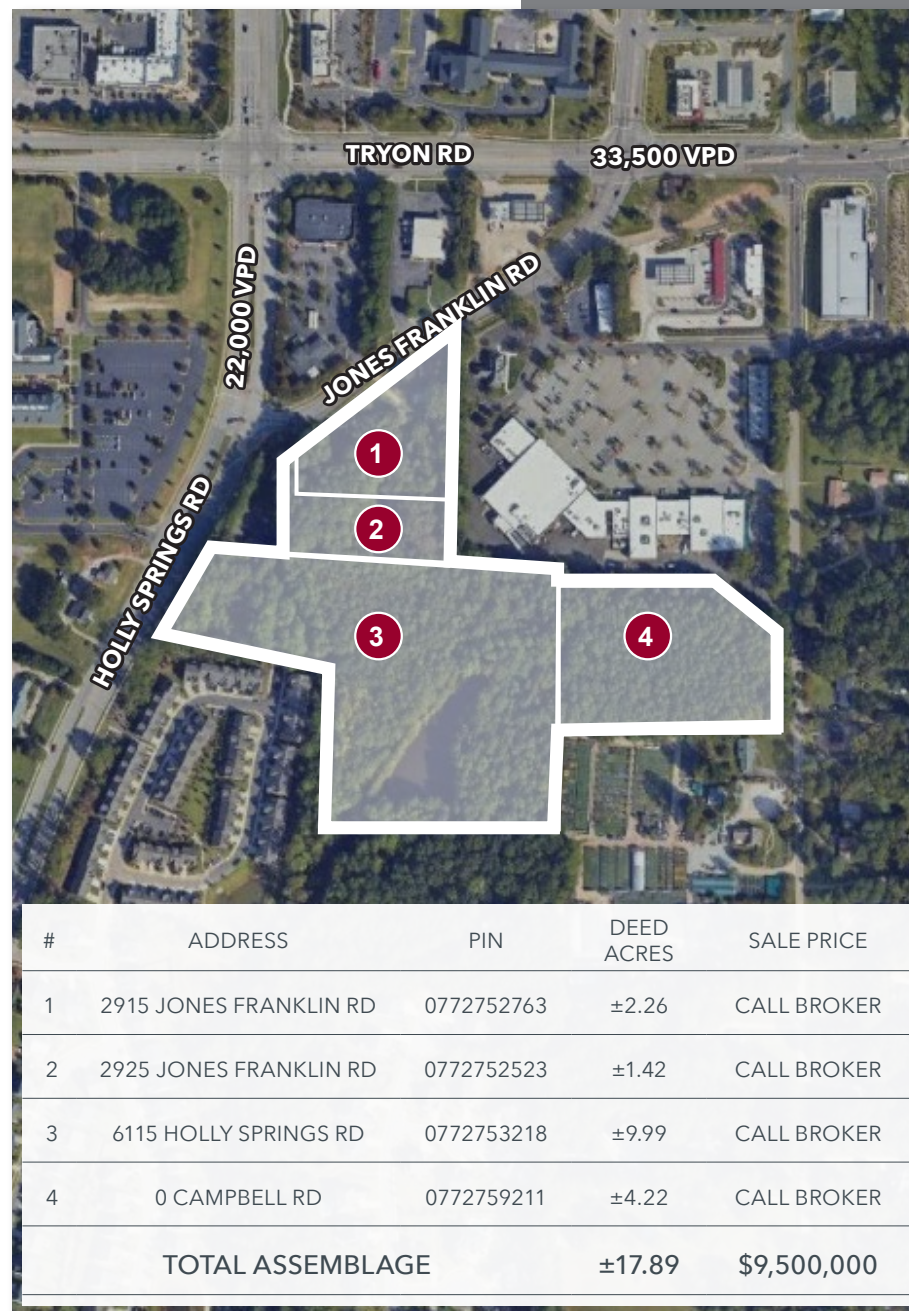 TRYON RD
33,500 VPD
22,000 VPD
JONES FRANKLIN RD
HOLLY SPRINGS RD
1
2
3
4
# ADDRESS PIN DEED ACRES SALE PRICE
1 2915 JONES FRANKLIN RD 0772752763 ±2.26 CALL BROKER
2 2925 JONES FRANKLIN RD 0772752523 ±1.42 CALL BROKER
3 6115 HOLLY SPRINGS RD 0772753218 ±9.99 CALL BROKER
4 0 CAMPBELL RD 0772759211 ±4.22 CALL BROKER
TOTAL ASSEMBLAGE ±17.89 $9,500,000